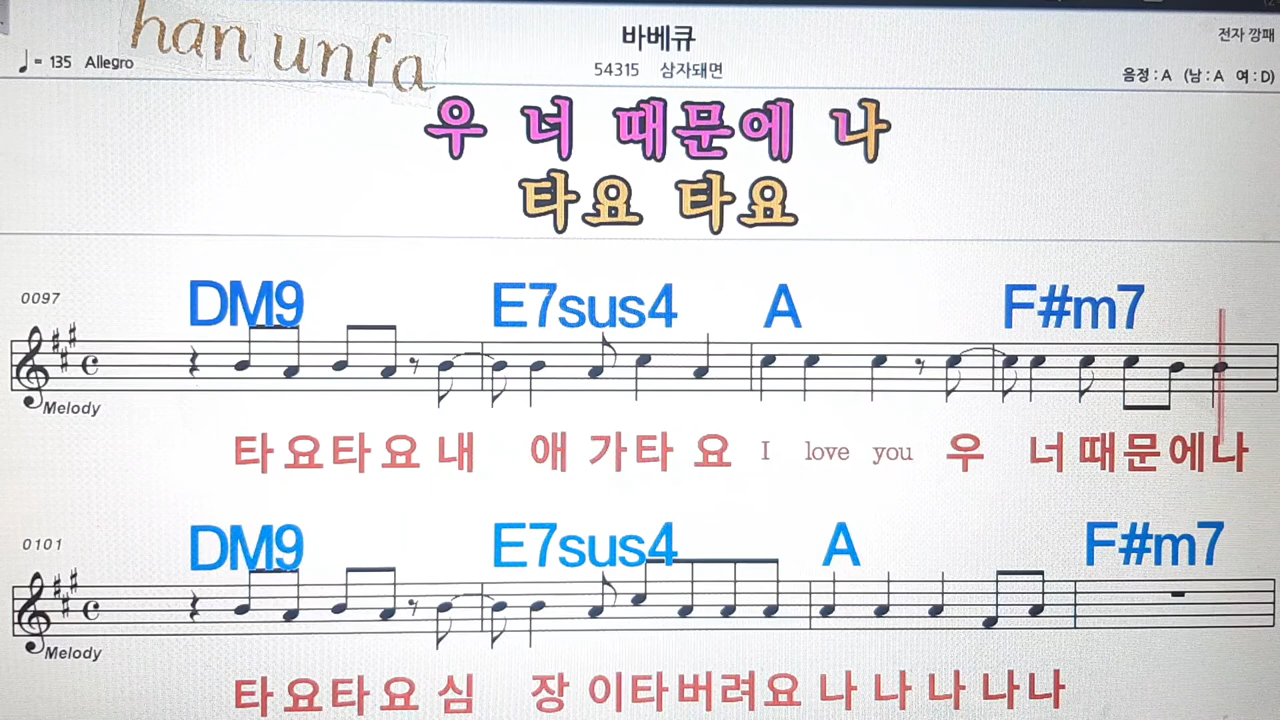 han unfa
바베큐
전자 깡패
♩= 135 Allegro
54315 삼자돼면
음정 : A (남 : A 여 : D)
우 너 때문에 나
타요 타요
0097
DM9 E7sus4 A F#m7
Melody
타요타요 내 애 가타 요 I love you 우 너때문에나
0101
DM9 E7sus4 A F#m7
Melody
타요타요 심 장 이타버려요 나 나 나 나나